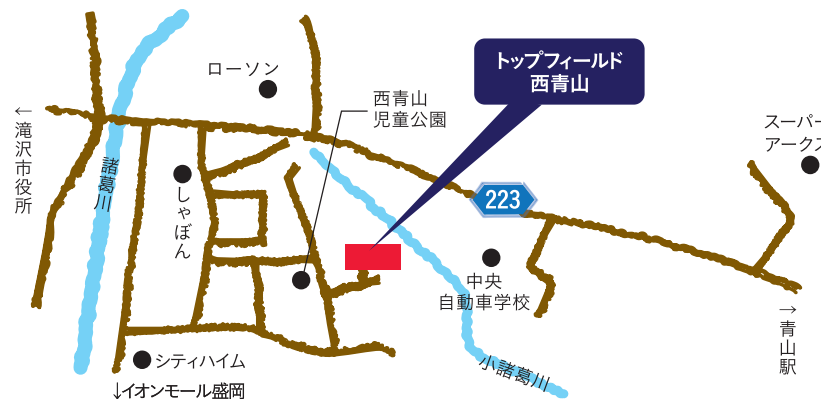 トップフィールド
西青山
ローソン
西青山
児童公園
スーパー
アークス
←滝沢市役所
諸葛川
しゃぼん
223
中央
自動車学校
→青山駅
小諸葛川
シティハイム
↓イオンモール盛岡